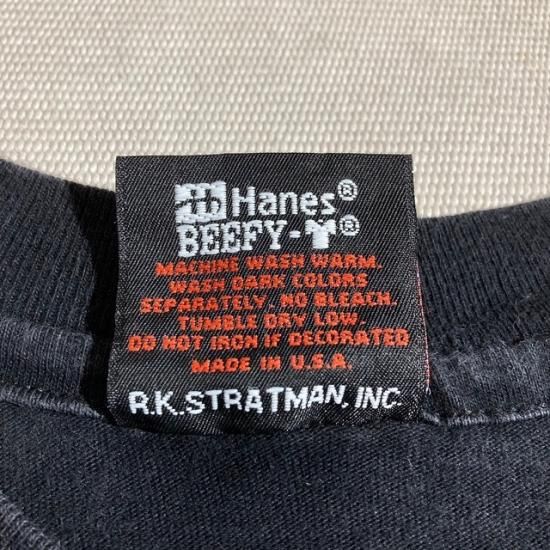 Hanes®
BEEFY-T®
MACHINE WASH WARM.
WASH DARK COLORS
SEPARATELY. NO BLEACH.
TUMBLE DRY LOW.
DO NOT IRON IF DECORATED
MADE IN U.S.A.
R.K. STRATMAN, INC.